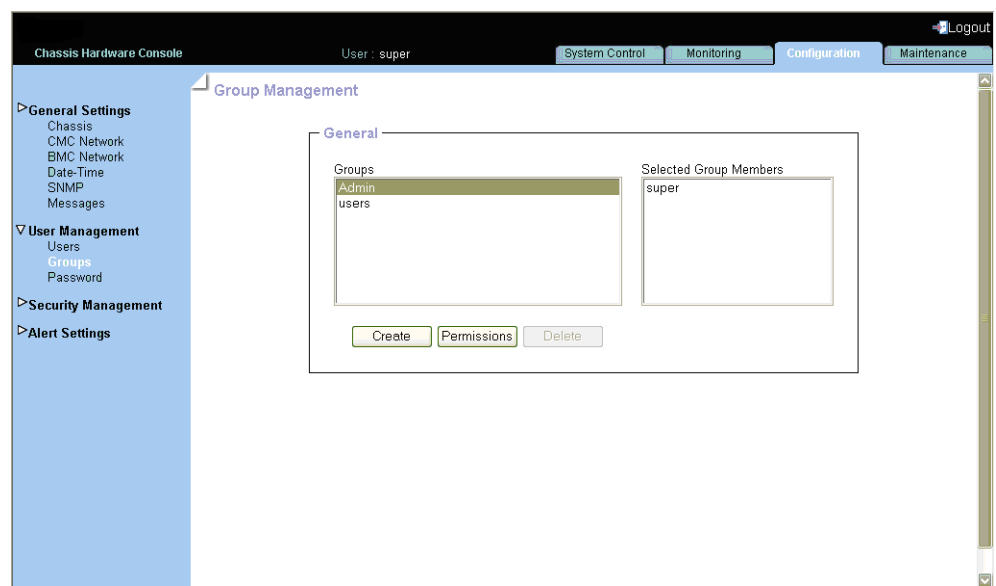 Logout
Chassis Hardware Console
User : super
System Control
Monitoring
Configuration
Maintenance
General Settings
Chassis
CMC Network
BMC Network
Date-Time
SNMP
Messages
User Management
Users
Groups
Password
Security Management
Alert Settings
Group Management
General
Groups
Admin
users
Selected Group Members
super
Create
Permissions
Delete